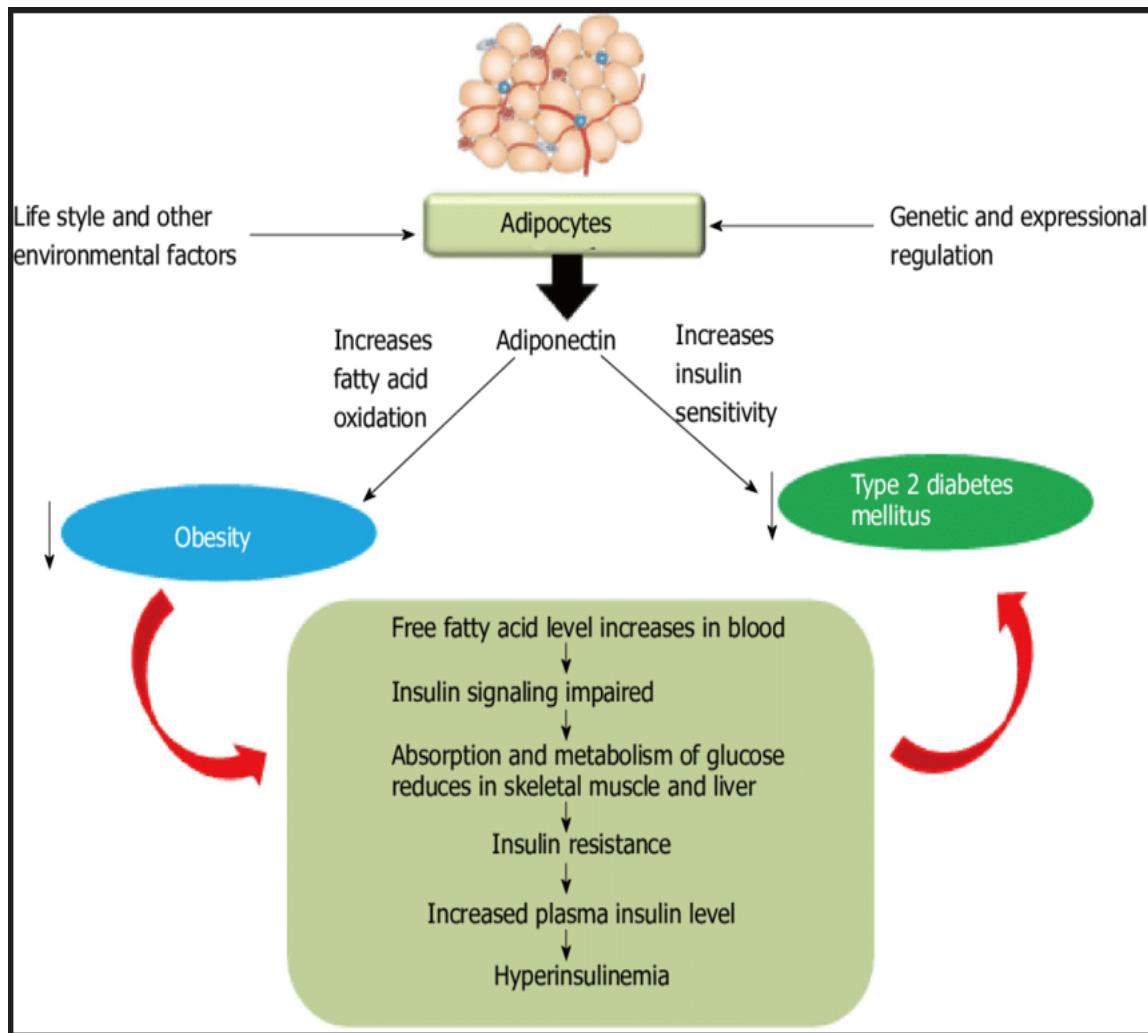 Life style and other
environmental factors
Adipocytes
Genetic and expressional
regulation
Increases
fatty acid
oxidation
Adiponectin
Increases
insulin
sensitivity
Obesity
Type 2 diabetes
mellitus
Free fatty acid level increases in blood
Insulin signaling impaired
Absorption and metabolism of glucose
reduces in skeletal muscle and liver
Insulin resistance
Increased plasma insulin level
Hyperinsulinemia